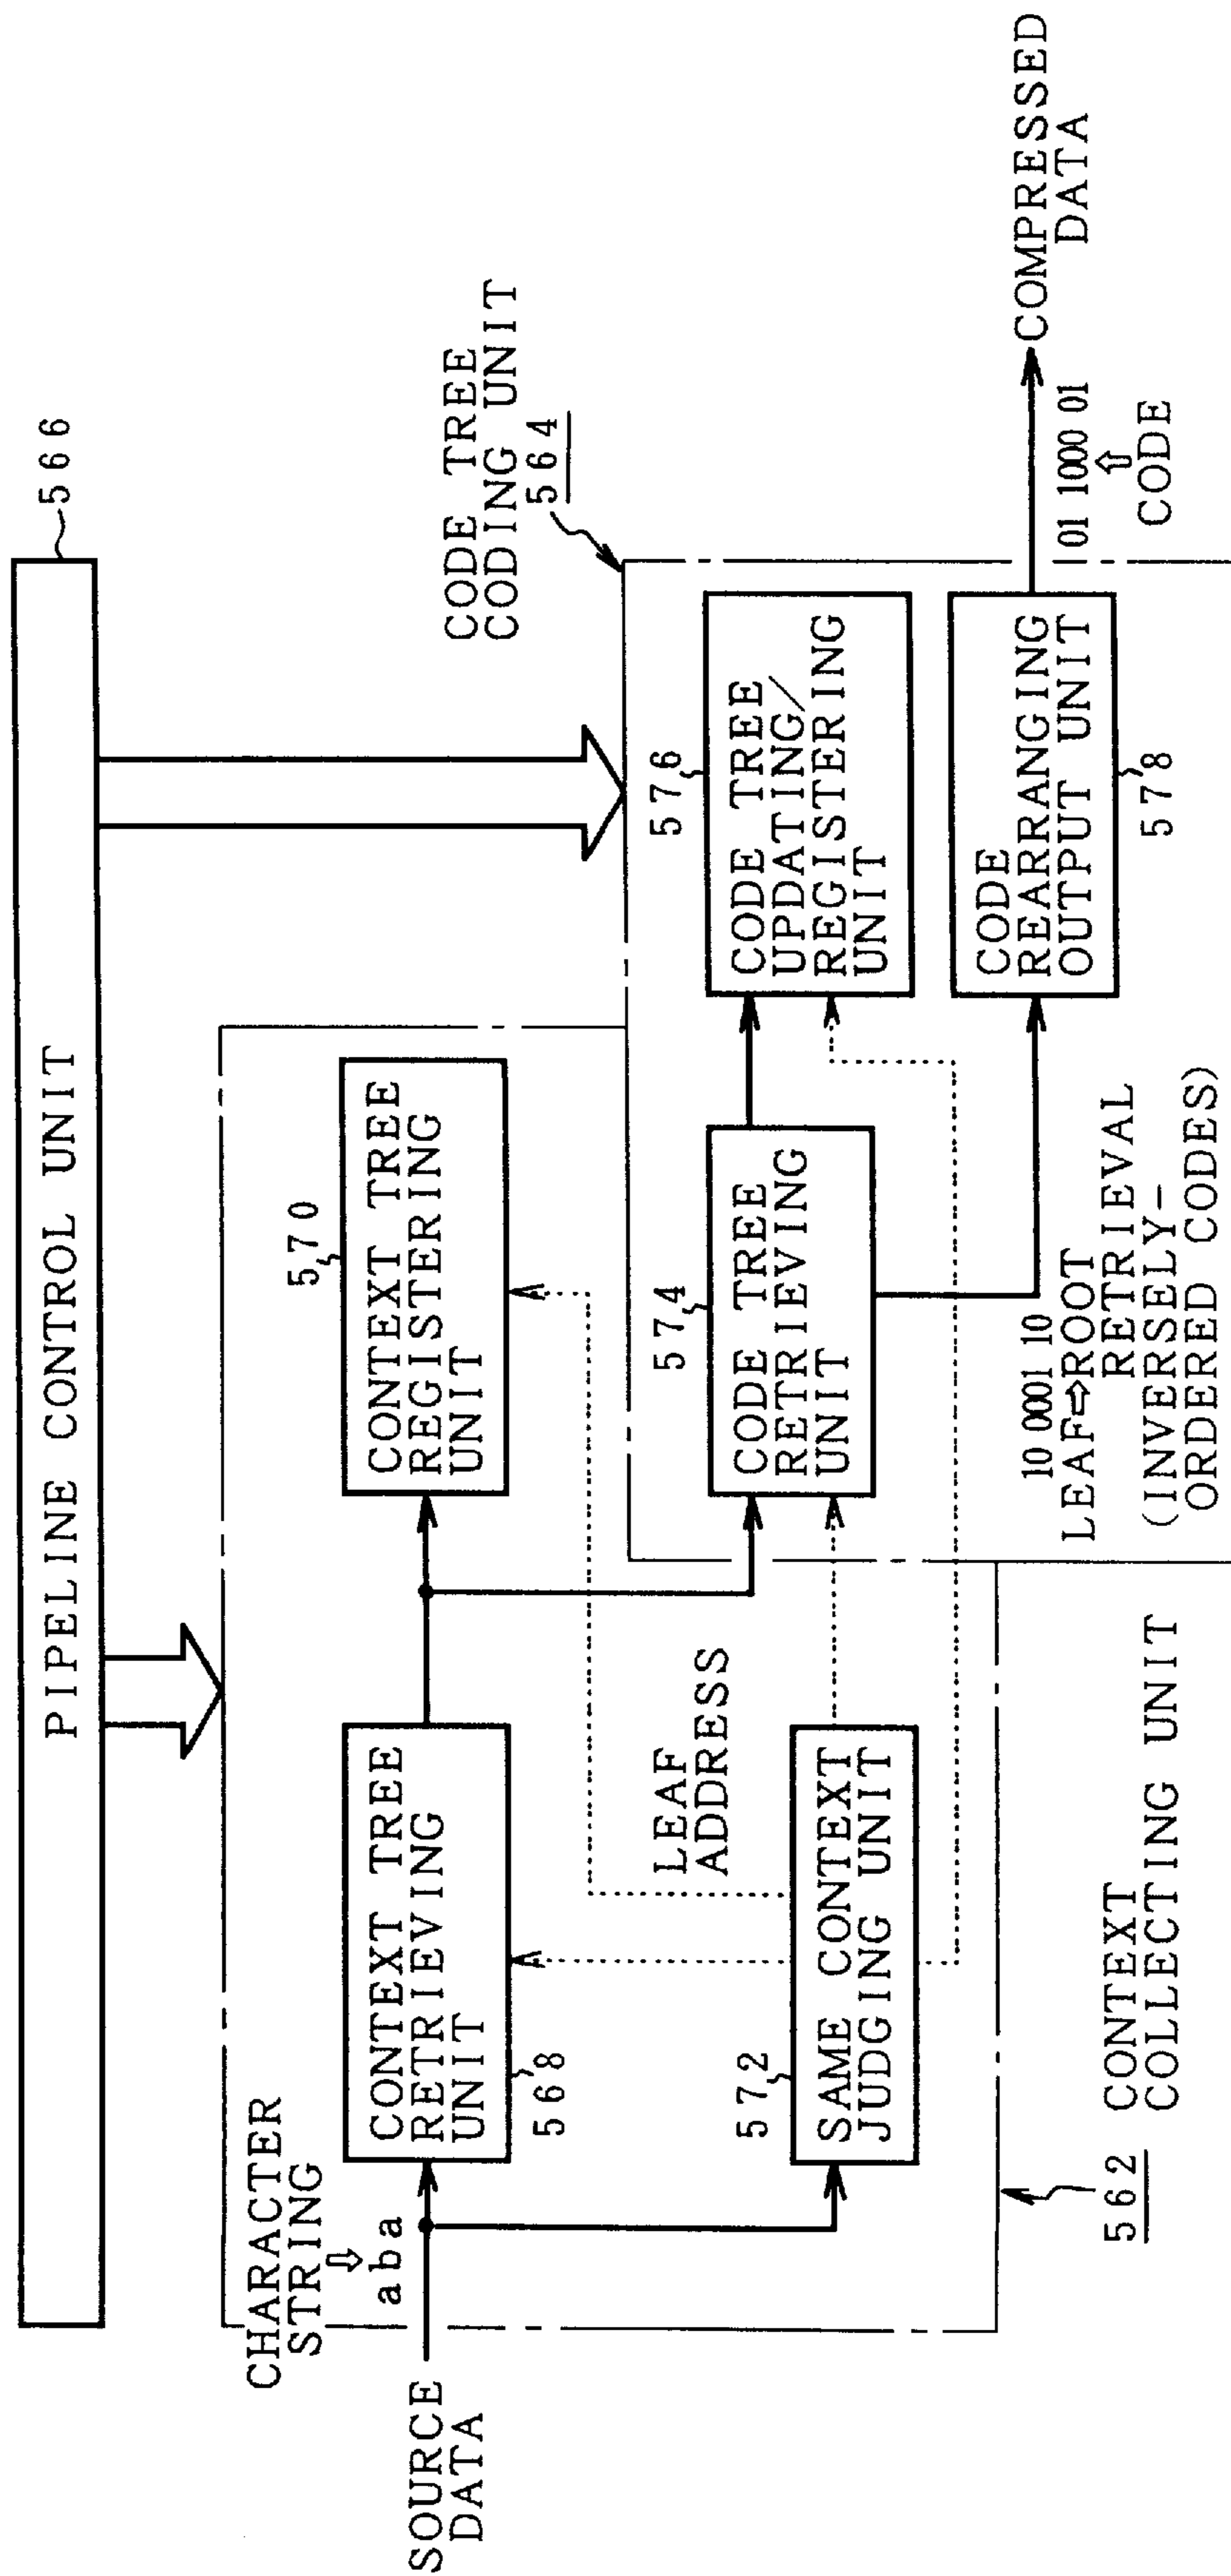 PIPELINE CONTROL UNIT
566
CHARACTER
STRING
⇨
aba
SOURCE
DATA
CONTEXT TREE
RETRIEVING
UNIT
568
570
CONTEXT TREE
REGISTERING
UNIT
LEAF
ADDRESS
572
SAME CONTEXT
JUDGING UNIT
562
CONTEXT
COLLECTING UNIT
CODE TREE
CODING UNIT
564
574
CODE TREE
RETRIEVING
UNIT
576
CODE TREE
UPDATING/
REGISTERING
UNIT
10 0001 10
LEAF⇨ROOT
RETRIEVAL
(INVERSELY-
ORDERED CODES)
CODE
REARRANGING
OUTPUT UNIT
578
01 1000 01
⇧
CODE
COMPRESSED
DATA